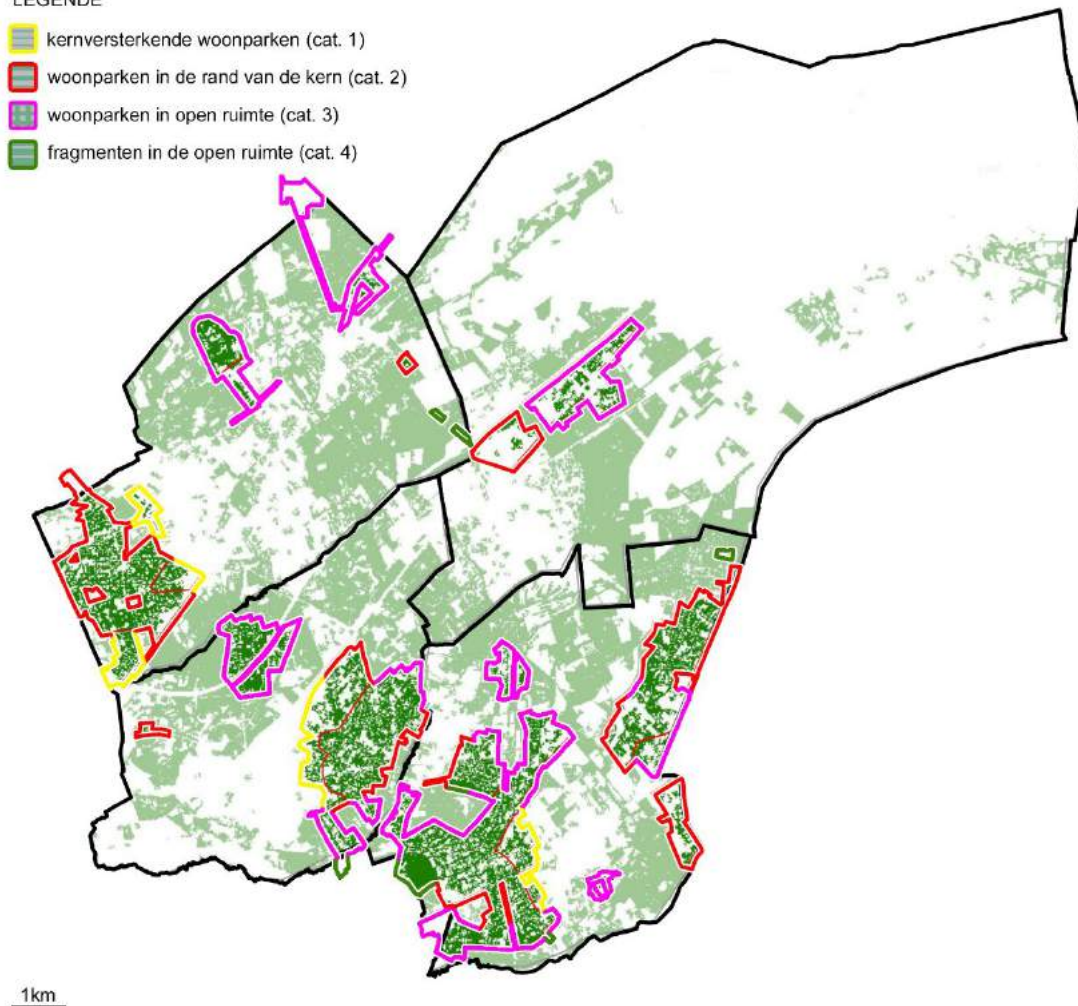 LEGENDE
kernversterkende woonparken (cat. 1)
woonparken in de rand van de kern (cat. 2)
woonparken in open ruimte (cat. 3)
fragmenten in de open ruimte (cat. 4)
1km